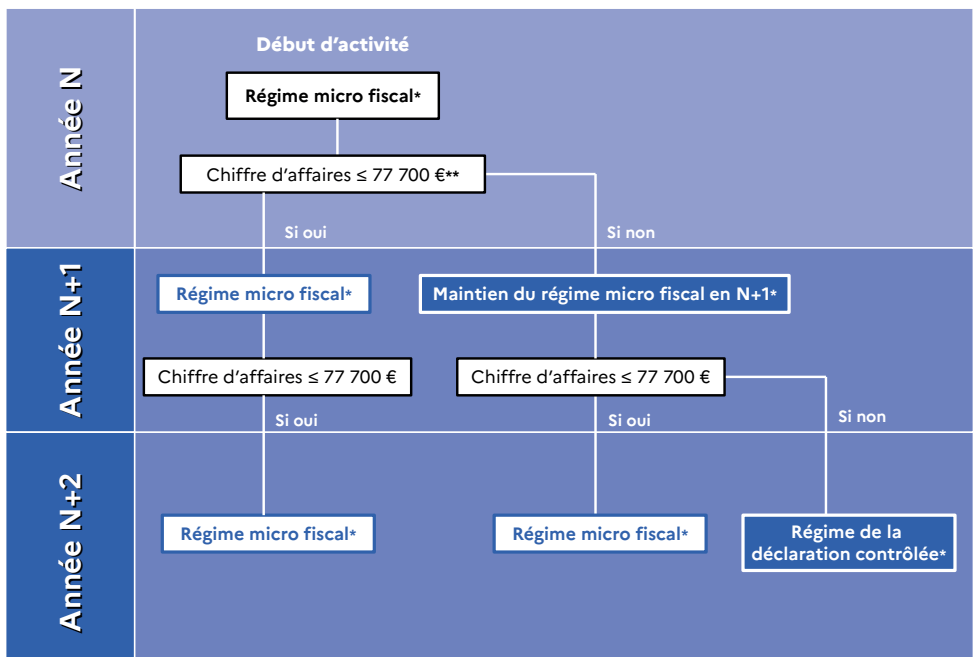 Année N
Début d'activité
Régime micro fiscal*
Chiffre d'affaires ≤ 77 700 €**
Si oui
Si non
Année N+1
Régime micro fiscal*
Maintien du régime micro fiscal en N+1*
Chiffre d'affaires ≤ 77 700 €
Chiffre d'affaires ≤ 77 700 €
Si oui
Si oui
Si non
Année N+2
Régime micro fiscal*
Régime micro fiscal*
Régime de la
déclaration contrôlée*